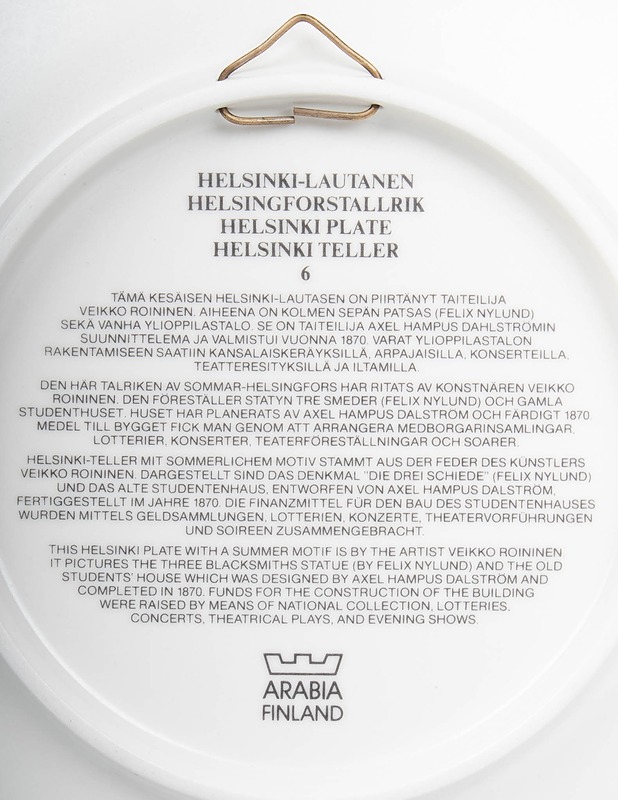 HELSINKI-LAUTANEN
HELSINGFORSTALLRIK
HELSINKI PLATE
HELSINKI TELLER
6
TÄMÄ KESÄISEN HELSINKI-LAUTASEN ON PIIRTÄNYT TAITEILIJA
VEIKKO ROININEN. AIHEENA ON KOLMEN SEPÄN PATSAS (FELIX NYLUND)
SEKÄ VANHA YLIOPPILASTALO. SE ON TAITEILIJA AXEL HAMPUS DAHLSTRÖMIN
SUUNNITTELEMA JA VALMISTUI VUONNA 1870. VARAT YLIOPPILASTALON
RAKENTAMISEEN SAATIIN KANSALAISKERÄYKSILLÄ, ARPAJAISILLA, KONSERTEILLA,
TEATTERESITYKSILLÄ JA ILTAMILLA.
DEN HÄR TALRIKEN AV SOMMAR-HELSINGFORS HAR RITATS AV KONSTNÄREN VEIKKO
ROININEN. DEN FÖRESTÄLLER STATYN TRE SMEDER (FELIX NYLUND) OCH GAMLA
STUDENTHUSET. HUSET HAR PLANERATS AV AXEL HAMPUS DALSTRÖM OCH FÄRDIGT 1870.
MEDEL TILL BYGGET FICK MAN GENOM ATT ARRANGERA MEDBORGARINSAMLINGAR,
LOTTERIER, KONSERTER, TEATERFÖRESTÄLLNINGAR OCH SOARER.
HELSINKI-TELLER MIT SOMMERLICHEM MOTIV STAMMT AUS DER FEDER DES KÜNSTLERS
VEIKKO ROININEN. DARGESTELLT SIND DAS DENKMAL "DIE DREI SCHIEDE" (FELIX NYLUND)
UND DAS ALTE STUDENTENHAUS, ENTWORFEN VON AXEL HAMPUS DALSTRÖM,
FERTIGGESTELLT IM JAHRE 1870. DIE FINANZMITTEL FÜR DEN BAU DES STUDENTENHAUSES
WURDEN MITTELS GELDSAMMLUNGEN, LOTTERIEN, KONZERTE, THEATERVORFÜHRUNGEN
UND SOIREEN ZUSAMMENGEBRACHT.
THIS HELSINKI PLATE WITH A SUMMER MOTIF IS BY THE ARTIST VEIKKO ROININEN
IT PICTURES THE THREE BLACKSMITHS STATUE (BY FELIX NYLUND) AND THE OLD
STUDENTS' HOUSE WHICH WAS DESIGNED BY AXEL HAMPUS DALSTRÖM AND
COMPLETED IN 1870. FUNDS FOR THE CONSTRUCTION OF THE BUILDING
WERE RAISED BY MEANS OF NATIONAL COLLECTION, LOTTERIES,
CONCERTS, THEATRICAL PLAYS, AND EVENING SHOWS.
ARABIA
FINLAND